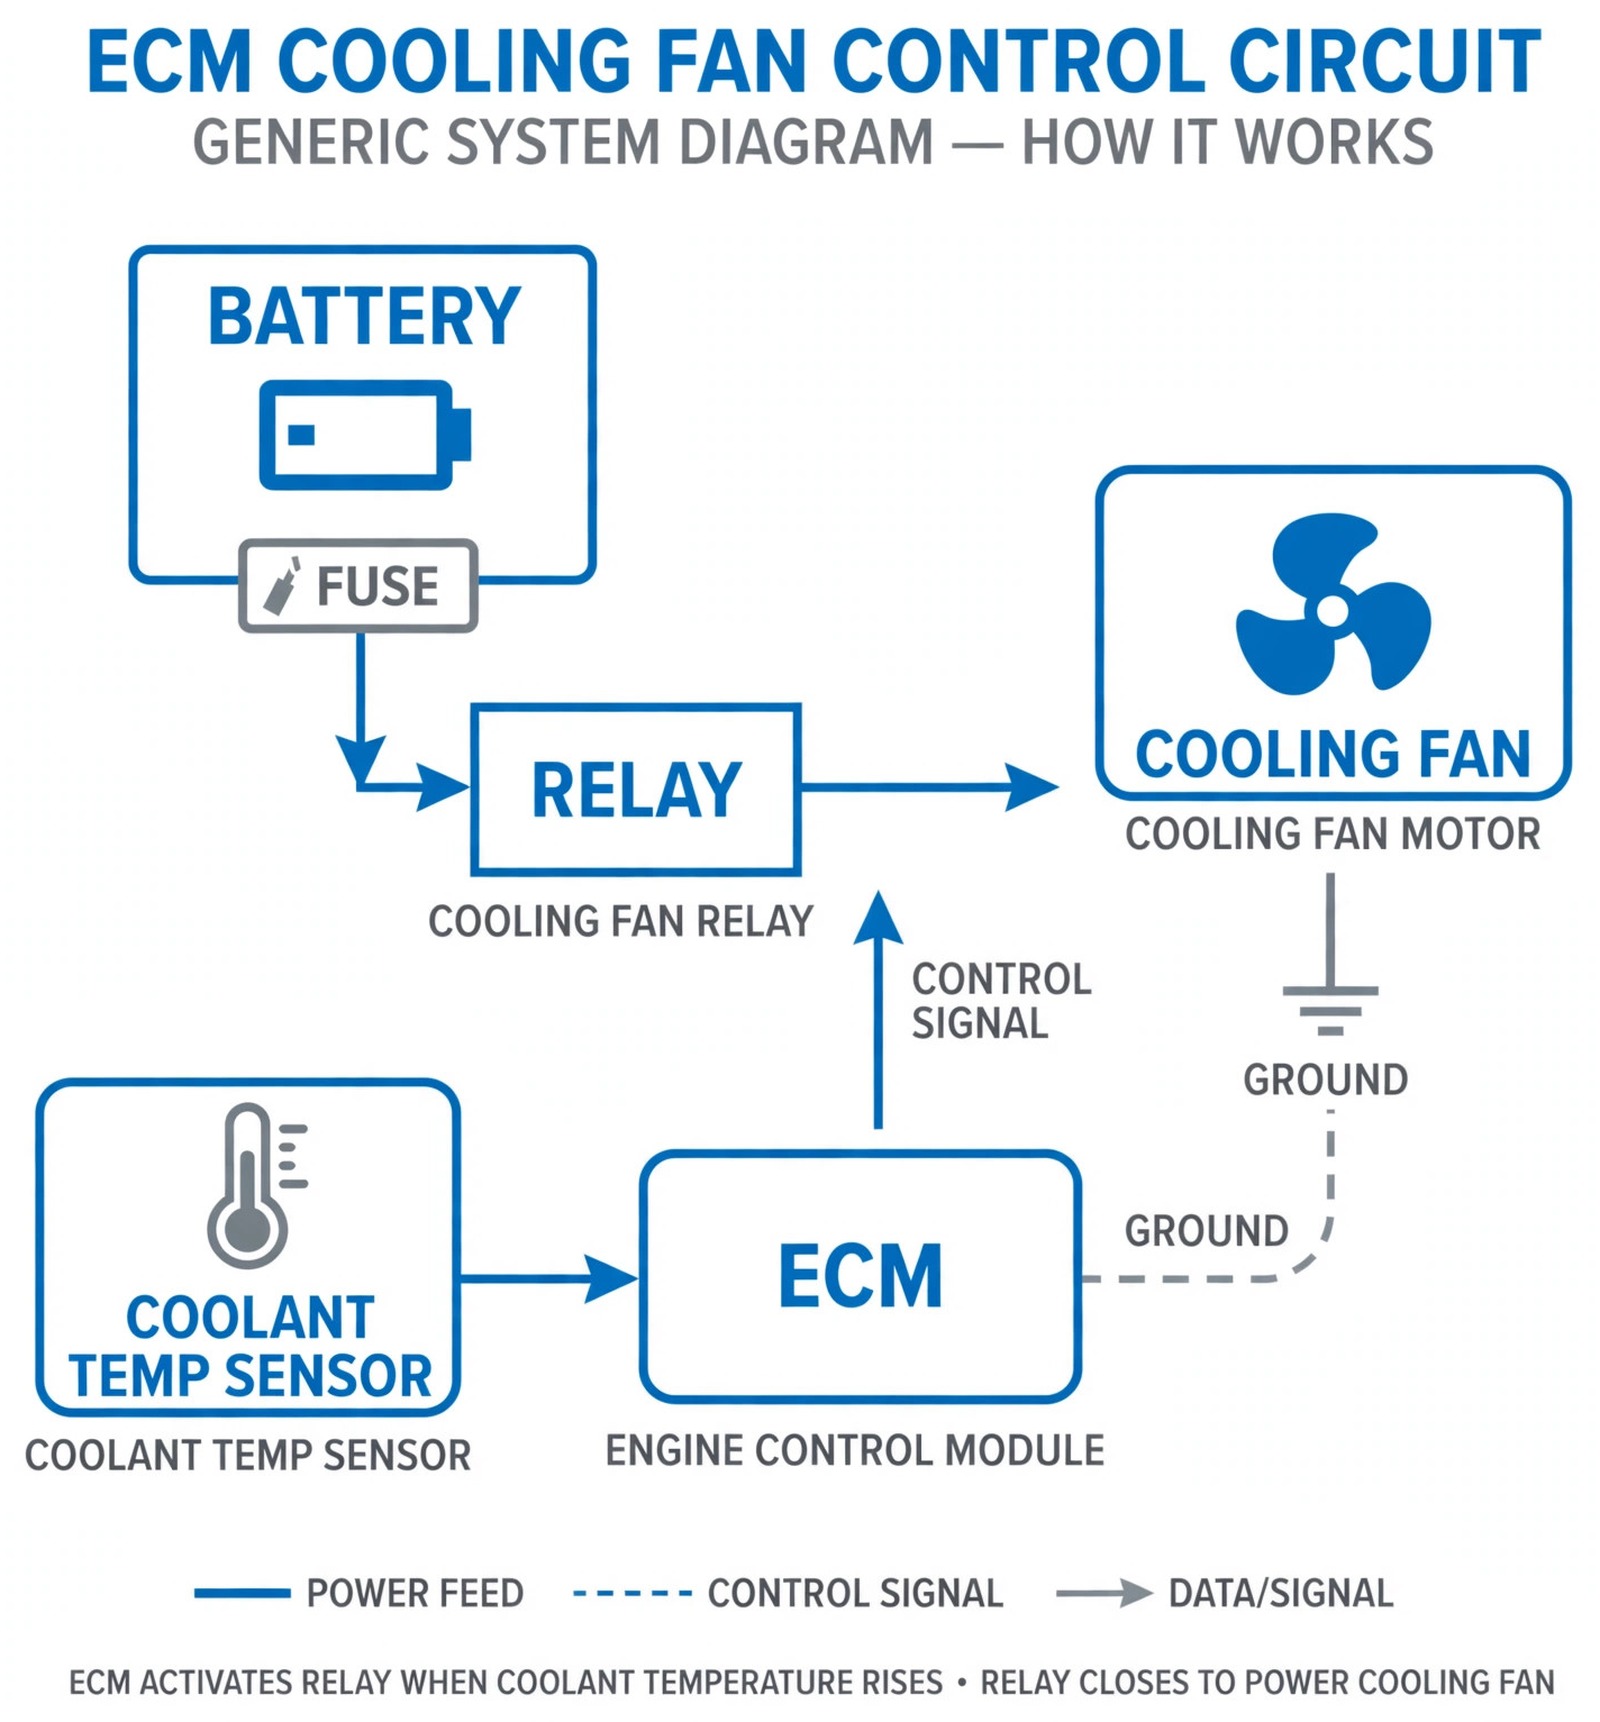 ECM COOLING FAN CONTROL CIRCUIT
GENERIC SYSTEM DIAGRAM — HOW IT WORKS
BATTERY
FUSE
COOLING FAN
COOLING FAN MOTOR
RELAY
COOLING FAN RELAY
CONTROL
SIGNAL
GROUND
GROUND
COOLANT
TEMP SENSOR
COOLANT TEMP SENSOR
ECM
ENGINE CONTROL MODULE
POWER FEED
CONTROL SIGNAL
DATA/SIGNAL
ECM ACTIVATES RELAY WHEN COOLANT TEMPERATURE RISES • RELAY CLOSES TO POWER COOLING FAN